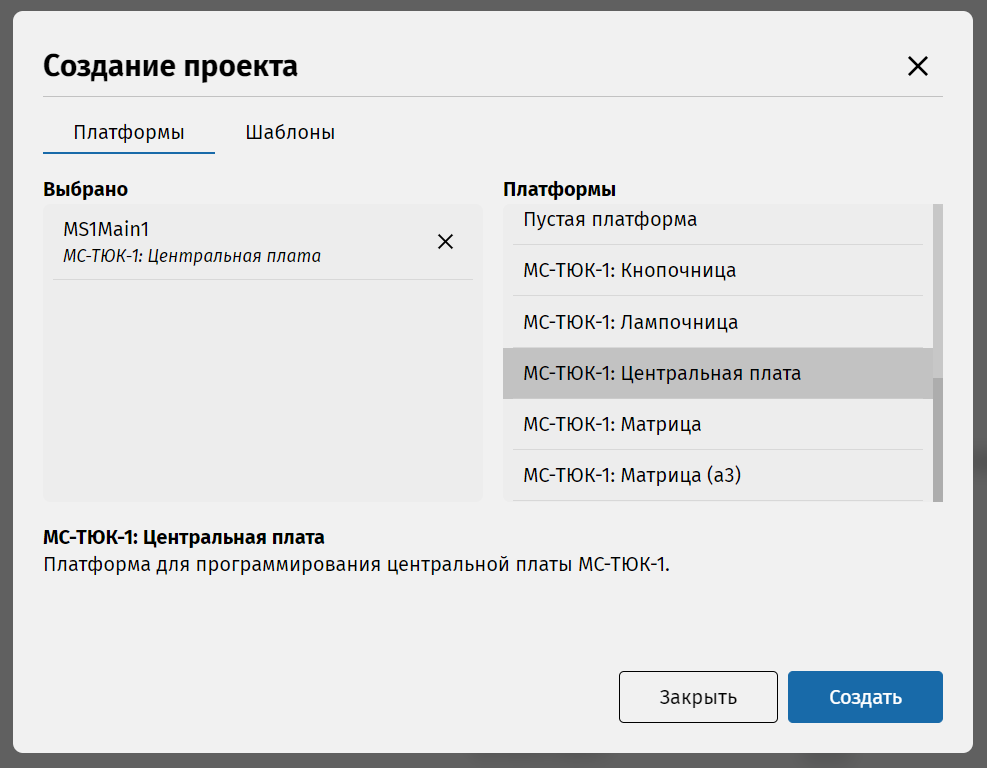 Создание проекта
Платформы
Шаблоны
Выбрано
MS1Main1
МС-ТЮК-1: Центральная плата
Платформы
Пустая платформа
МС-ТЮК-1: Кнопочница
МС-ТЮК-1: Лампочница
МС-ТЮК-1: Центральная плата
МС-ТЮК-1: Матрица
МС-ТЮК-1: Матрица (а3)
МС-ТЮК-1: Центральная плата
Платформа для программирования центральной платы МС-ТЮК-1.
Закрыть
Создать